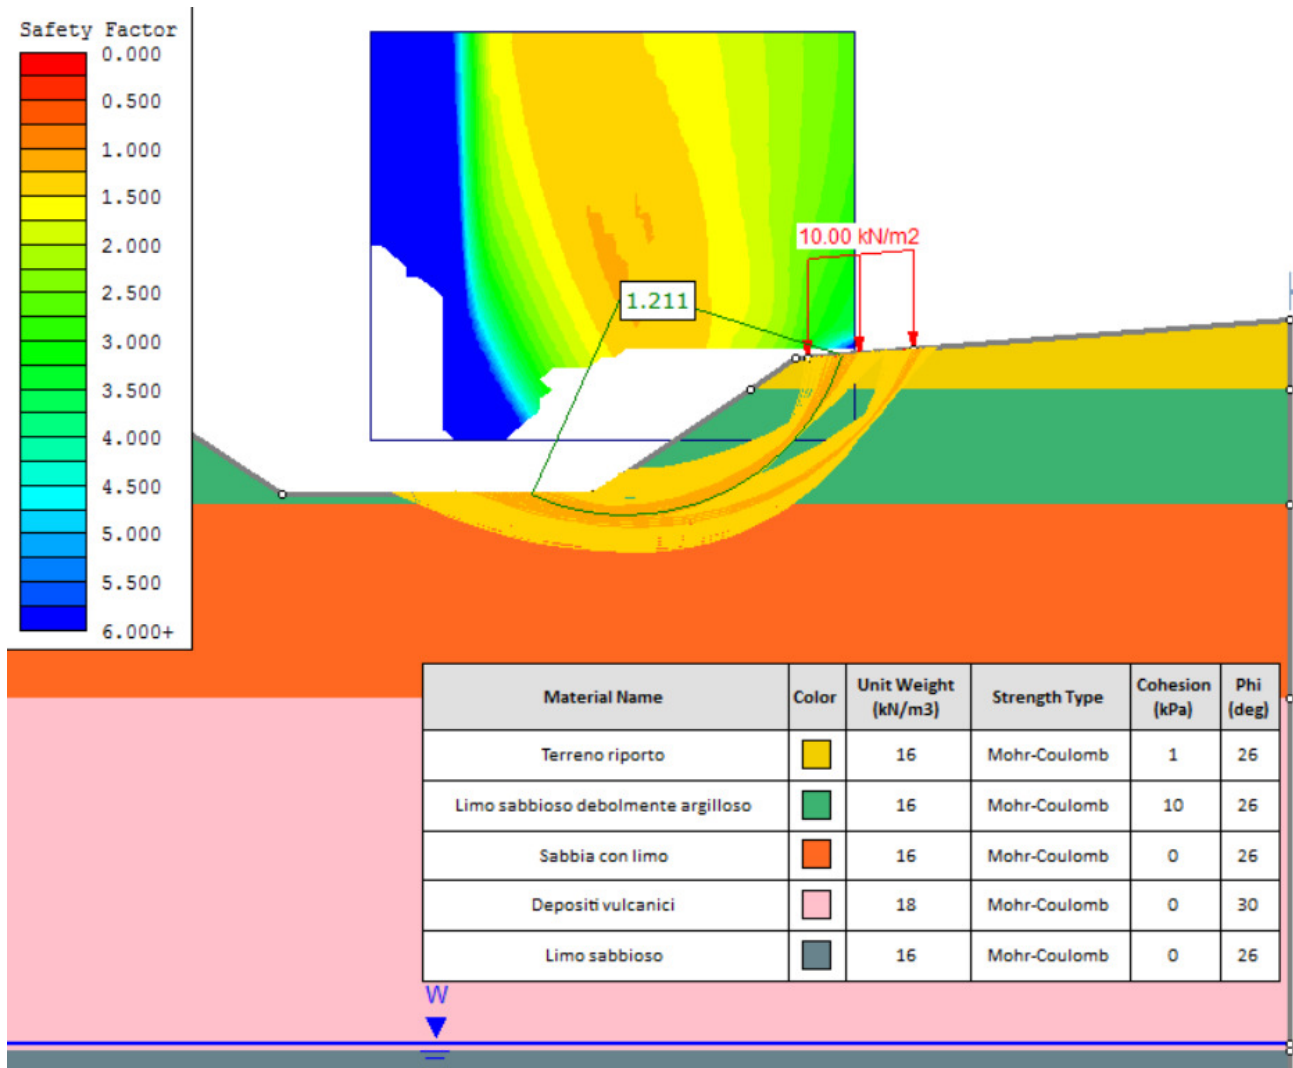 Safety Factor
0.000
0.500
1.000
1.500
2.000
2.500
3.000
3.500
4.000
4.500
5.000
5.500
6.000+
10.00 kN/m2
1.211
Material Name Color Unit Weight (kN/m3) Strength Type Cohesion (kPa) Phi (deg)
Terreno riporto 16 Mohr-Coulomb 1 26
Limo sabbioso debolmente argilloso 16 Mohr-Coulomb 10 26
Sabbia con limo 16 Mohr-Coulomb 0 26
Depositi vulcanici 18 Mohr-Coulomb 0 30
Limo sabbioso 16 Mohr-Coulomb 0 26
W